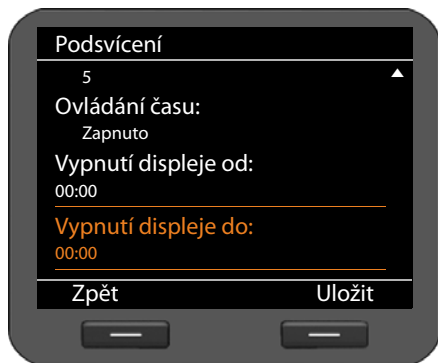 Podsvícení
5
Ovládání času:
Zapnuto
Vypnutí displeje od:
00:00
Vypnutí displeje do:
00:00
Zpět Uložit